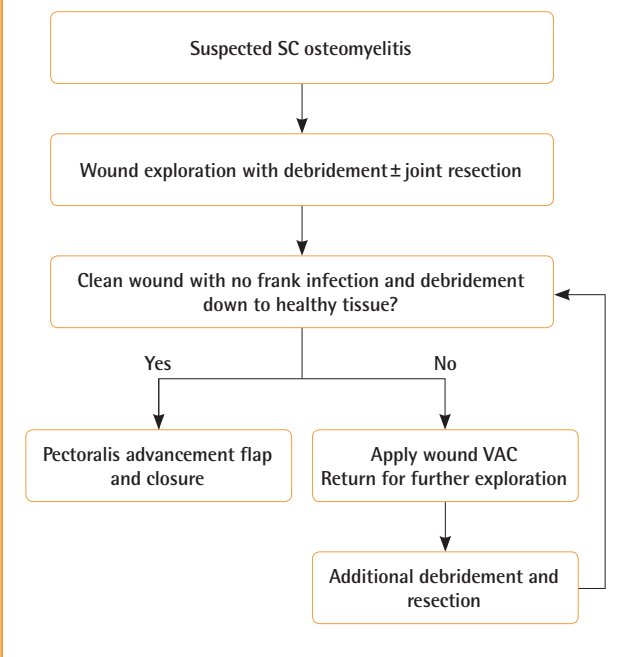 Suspected SC osteomyelitis
Wound exploration with debridement ± joint resection
Clean wound with no frank infection and debridement
down to healthy tissue?
Yes
No
Pectoralis advancement flap
and closure
Apply wound VAC
Return for further exploration
Additional debridement and
resection